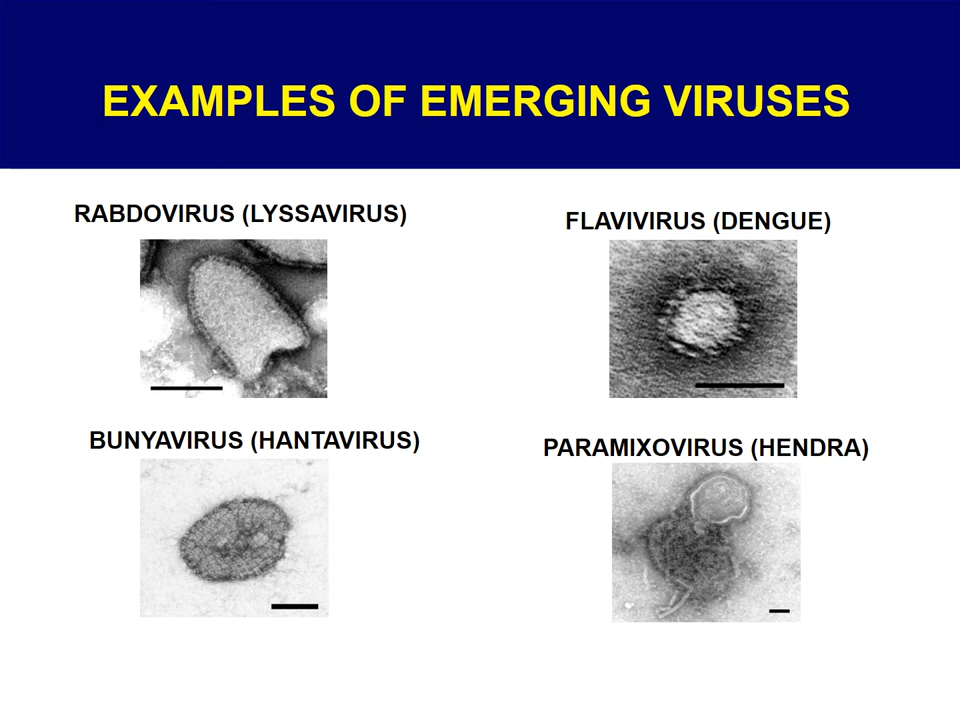 EXAMPLES OF EMERGING VIRUSES
RABDOVIRUS (LYSSAVIRUS)
FLAVIVIRUS (DENGUE)
BUNYAVIRUS (HANTAVIRUS)
PARAMIXOVIRUS (HENDRA)